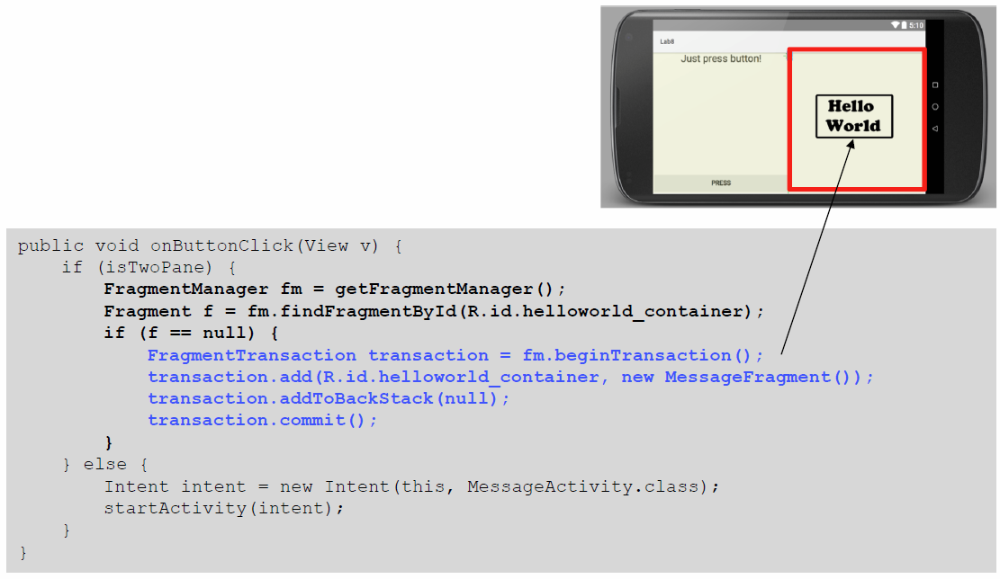 5:10
Lab8
Just press button!
Hello
World
PRESS
public void onButtonClick(View v) {
    if (isTwoPane) {
        FragmentManager fm = getFragmentManager();
        Fragment f = fm.findFragmentById(R.id.helloworld_container);
        if (f == null) {
            FragmentTransaction transaction = fm.beginTransaction();
            transaction.add(R.id.helloworld_container, new MessageFragment());
            transaction.addToBackStack(null);
            transaction.commit();
        }
    } else {
        Intent intent = new Intent(this, MessageActivity.class);
        startActivity(intent);
    }
}